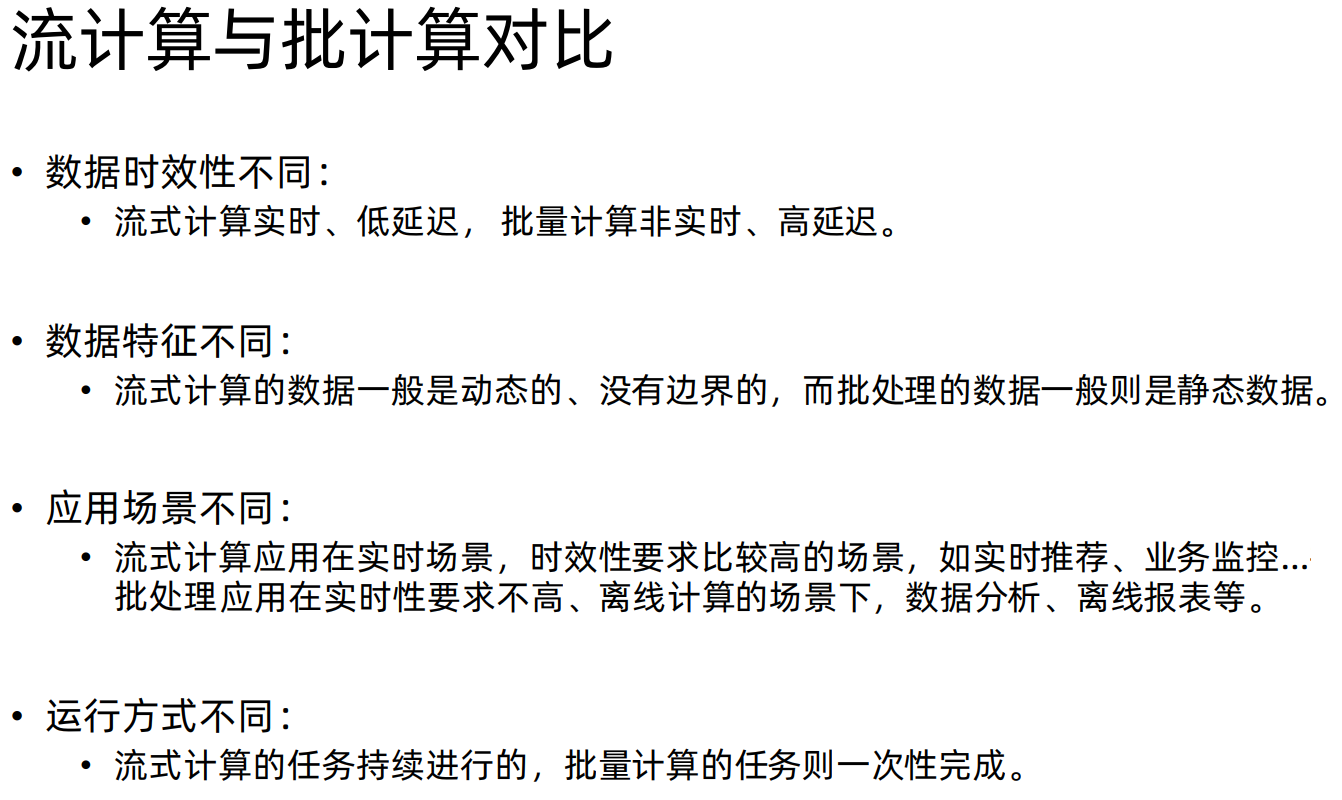 流计算与批计算对比
• 数据时效性不同：
• 流式计算实时、低延迟， 批量计算非实时、高延迟。
• 数据特征不同：
• 流式计算的数据一般是动态的、没有边界的，而批处理的数据一般则是静态数据。
• 应用场景不同：
• 流式计算应用在实时场景，时效性要求比较高的场景，如实时推荐、业务监控...
批处理应用在实时性要求不高、离线计算的场景下，数据分析、离线报表等。
• 运行方式不同：
• 流式计算的任务持续进行的，批量计算的任务则一次性完成。